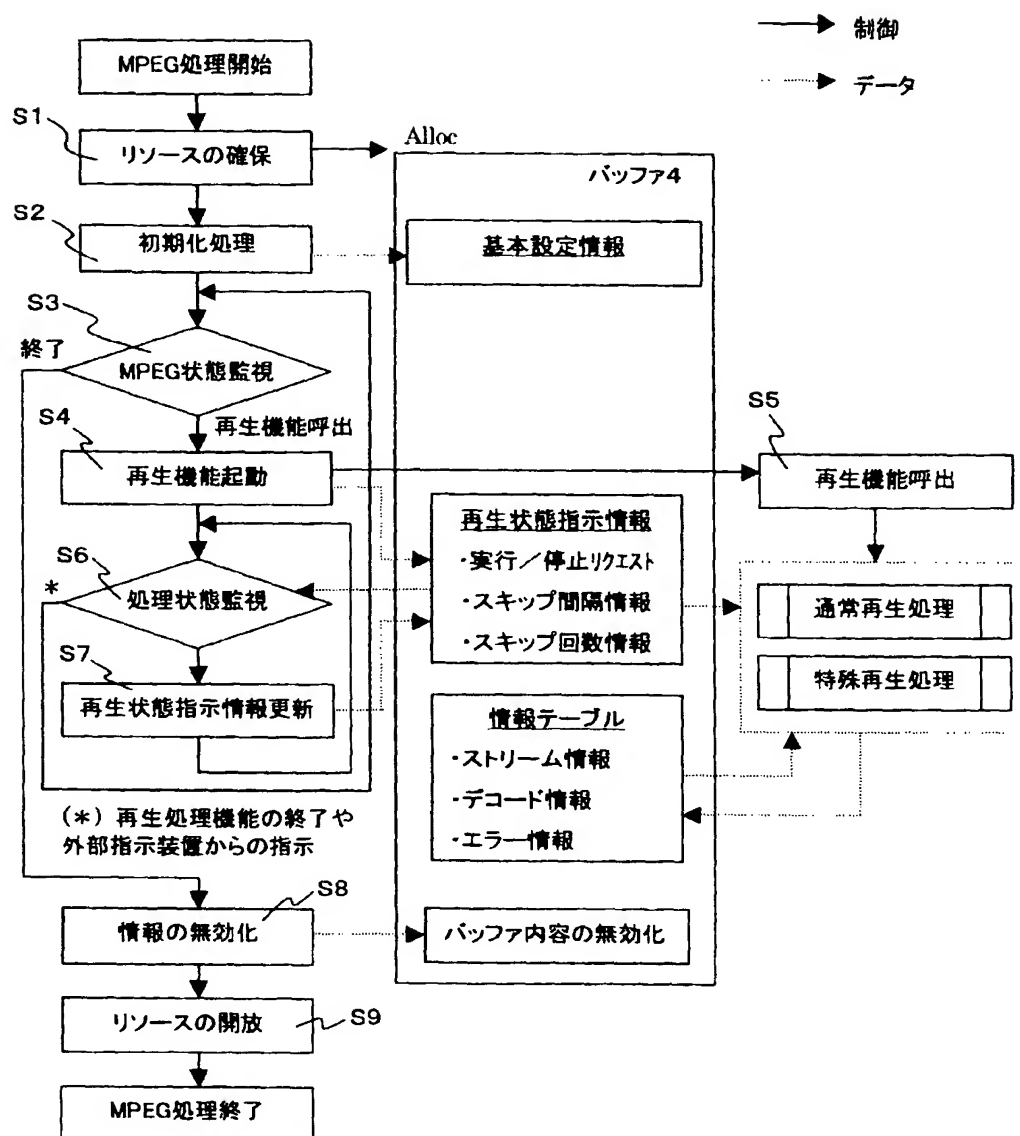 制御
データ
MPEG処理開始
S1
リソースの確保
Alloc
バッファ4
S2
初期化処理
基本設定情報
S3
終了
MPEG状態監視
再生機能呼出
S4
再生機能起動
S5
再生機能呼出
再生状態指示情報
・実行/停止リクエスト
・スキップ間隔情報
・スキップ回数情報
S6
*
処理状態監視
通常再生処理
特殊再生処理
S7
再生状態指示情報更新
情報テーブル
・ストリーム情報
・デコード情報
・エラー情報
(*)再生処理機能の終了や
外部指示装置からの指示
S8
情報の無効化
バッファ内容の無効化
リソースの開放
S9
MPEG処理終了